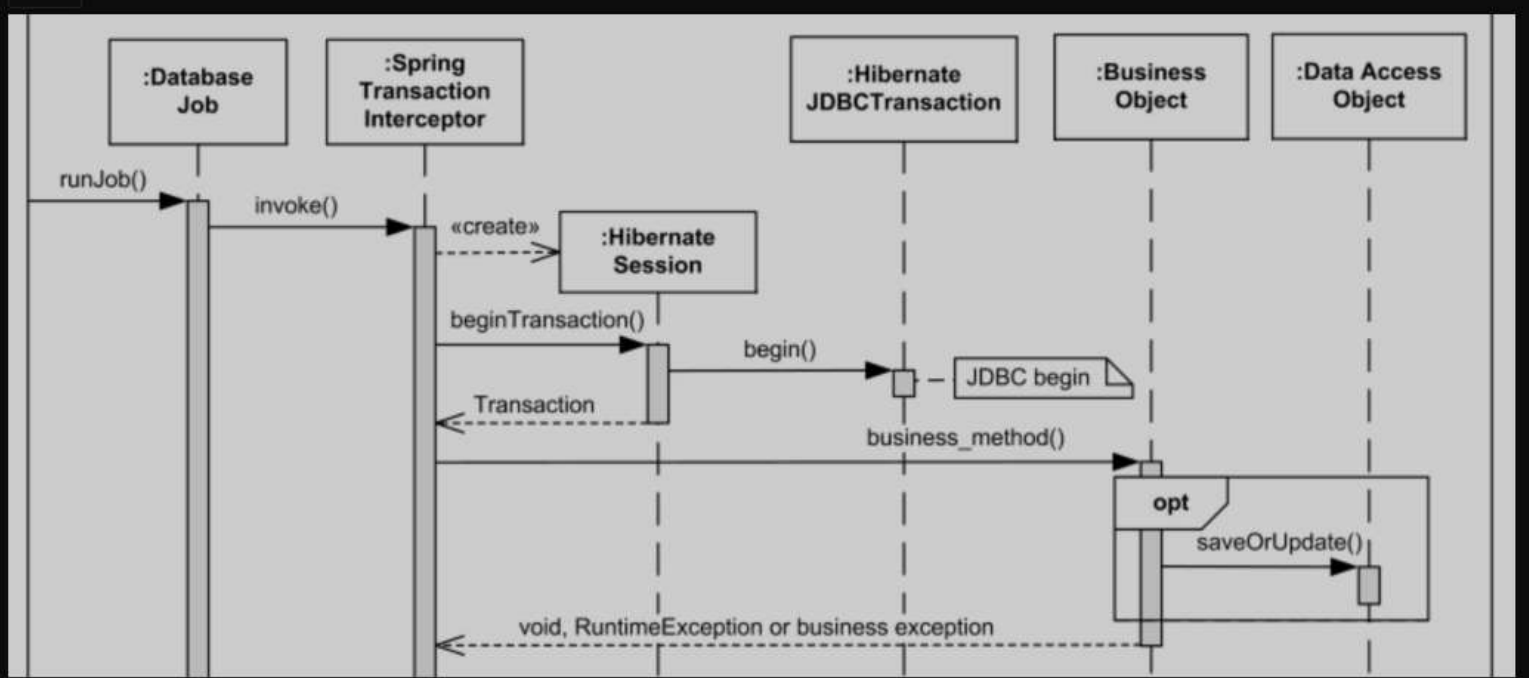 :Database
Job
:Spring
Transaction
Interceptor
:Hibernate
JDBCTransaction
:Business
Object
:Data Access
Object
runJob()
invoke()
«create»
:Hibernate
Session
beginTransaction()
begin()
JDBC begin
Transaction
business_method()
opt
saveOrUpdate()
void, RuntimeException or business exception